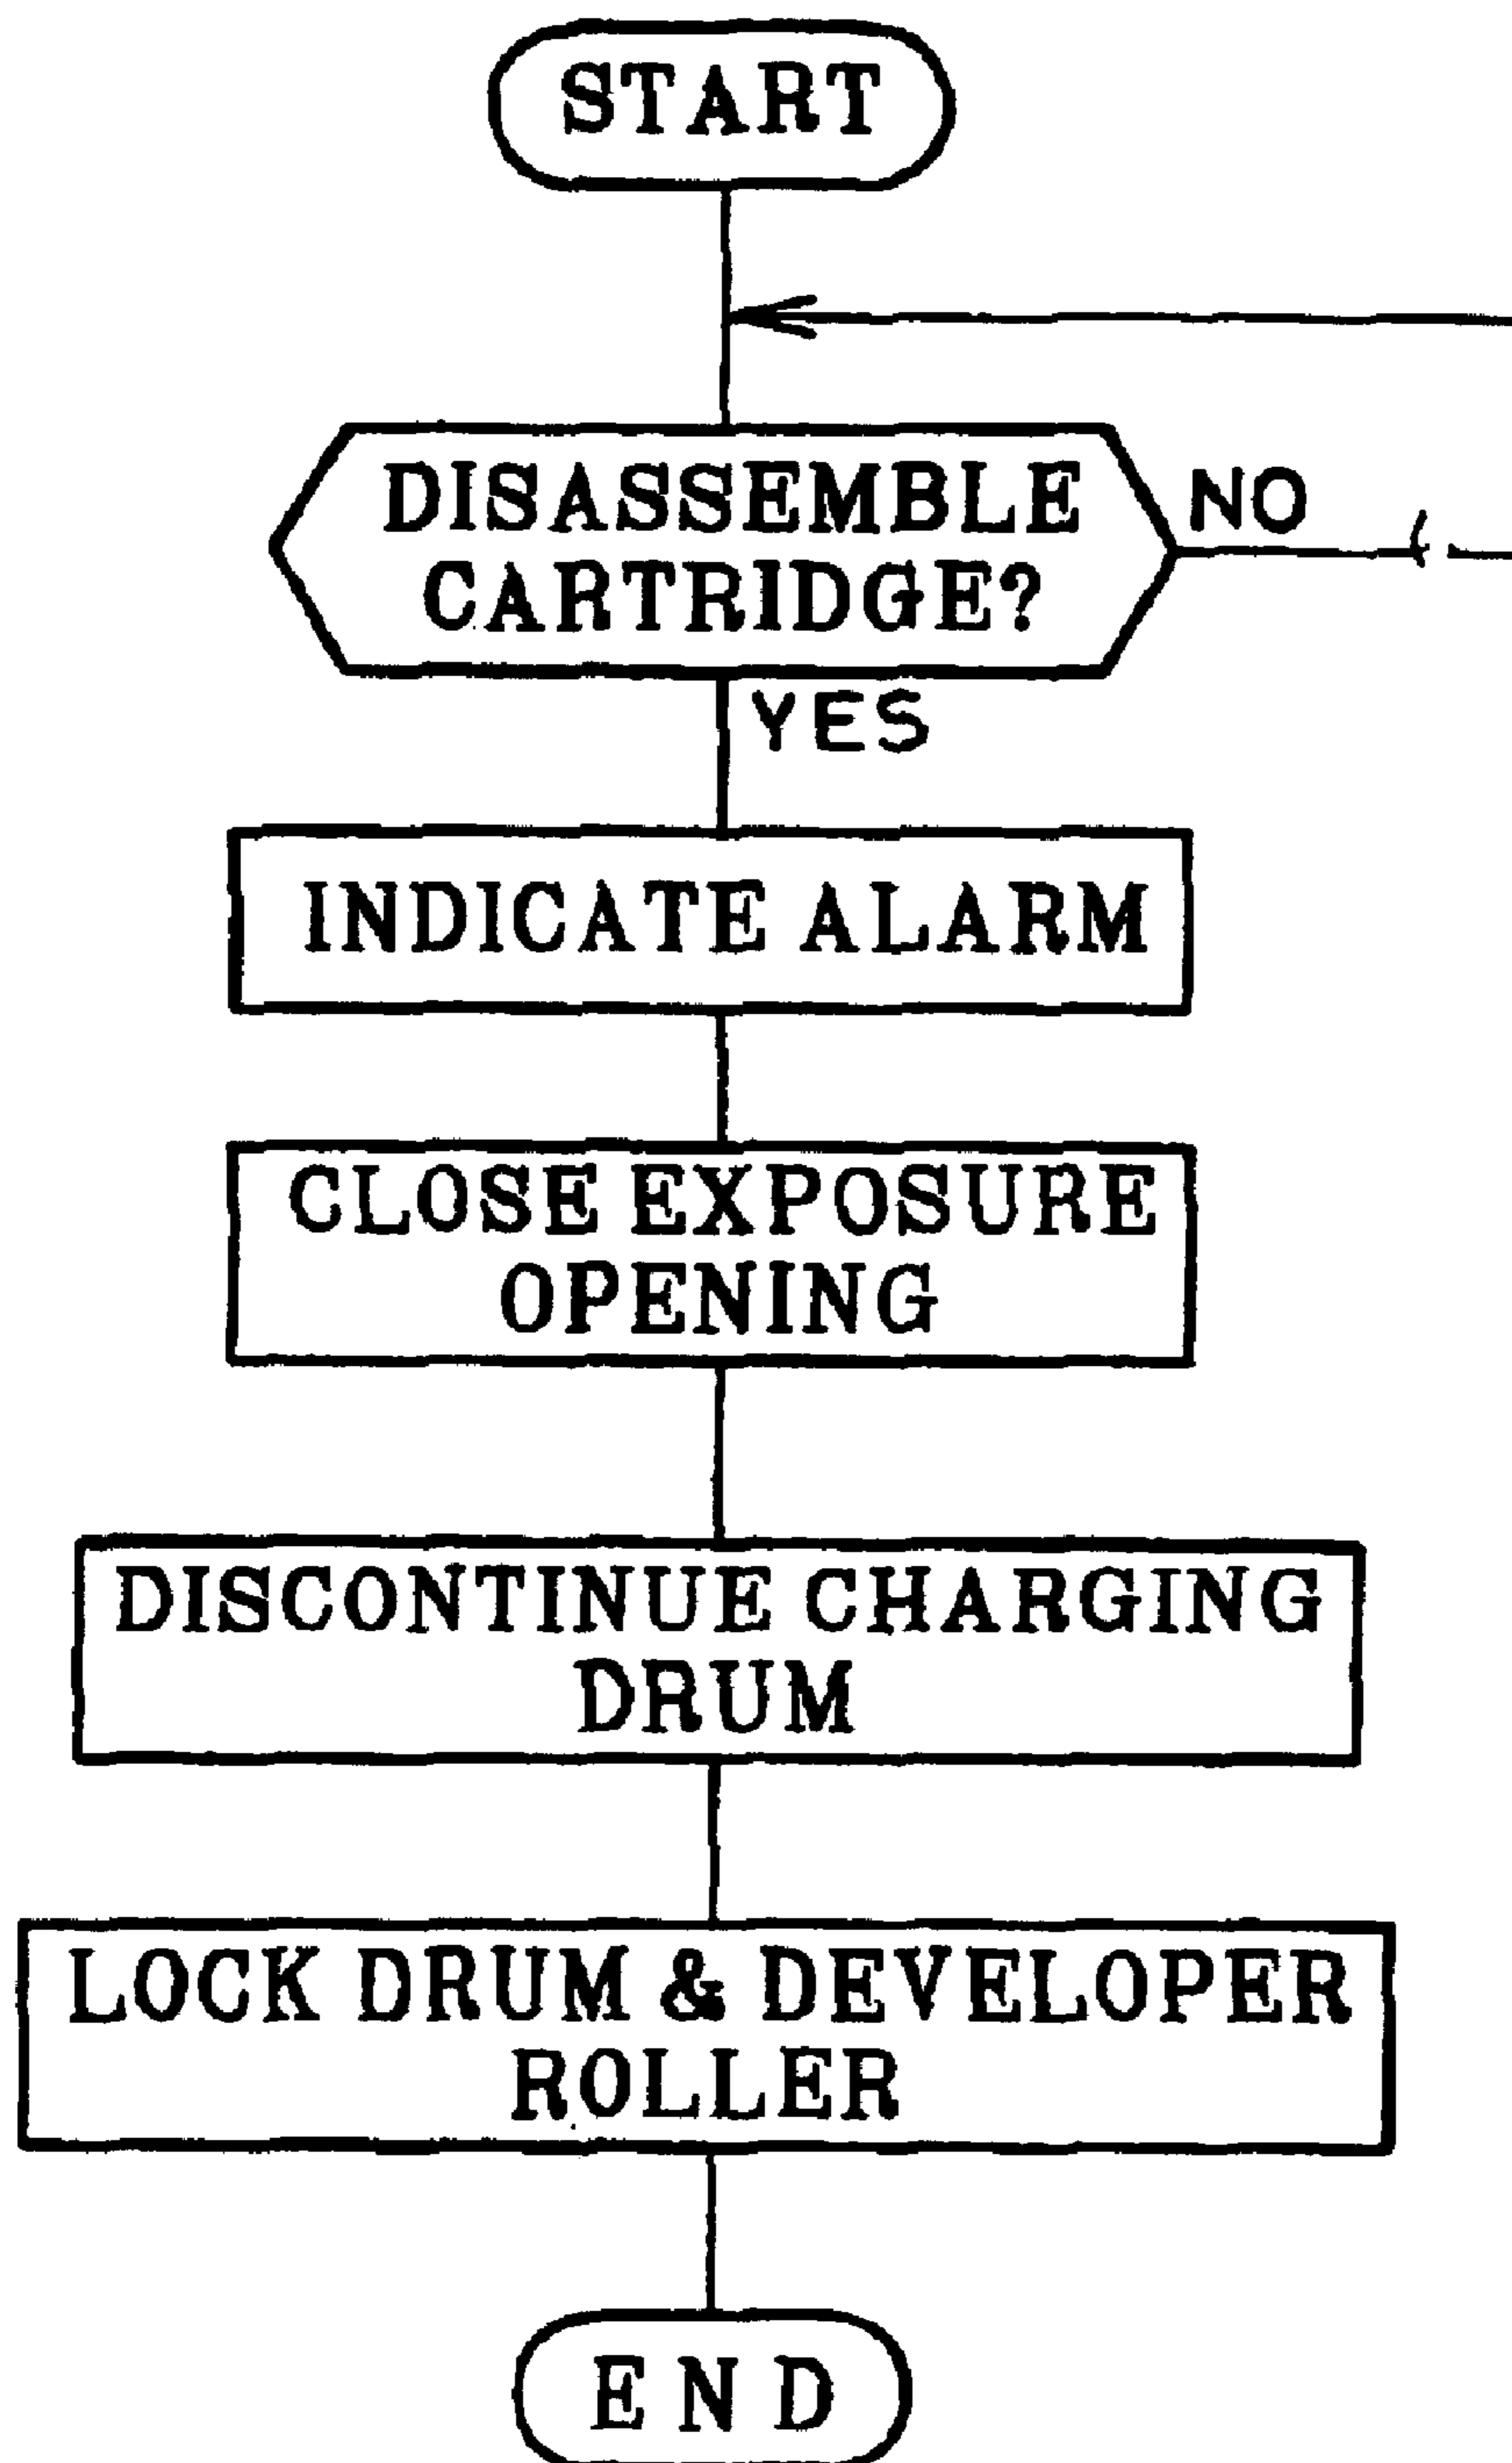 START
DISASSEMBLE
CARTRIDGE?
NO
YES
INDICATE ALARM
CLOSE EXPOSURE
OPENING
DISCONTINUE CHARGING
DRUM
LOCK DRUM & DEVELOPER
ROLLER
END